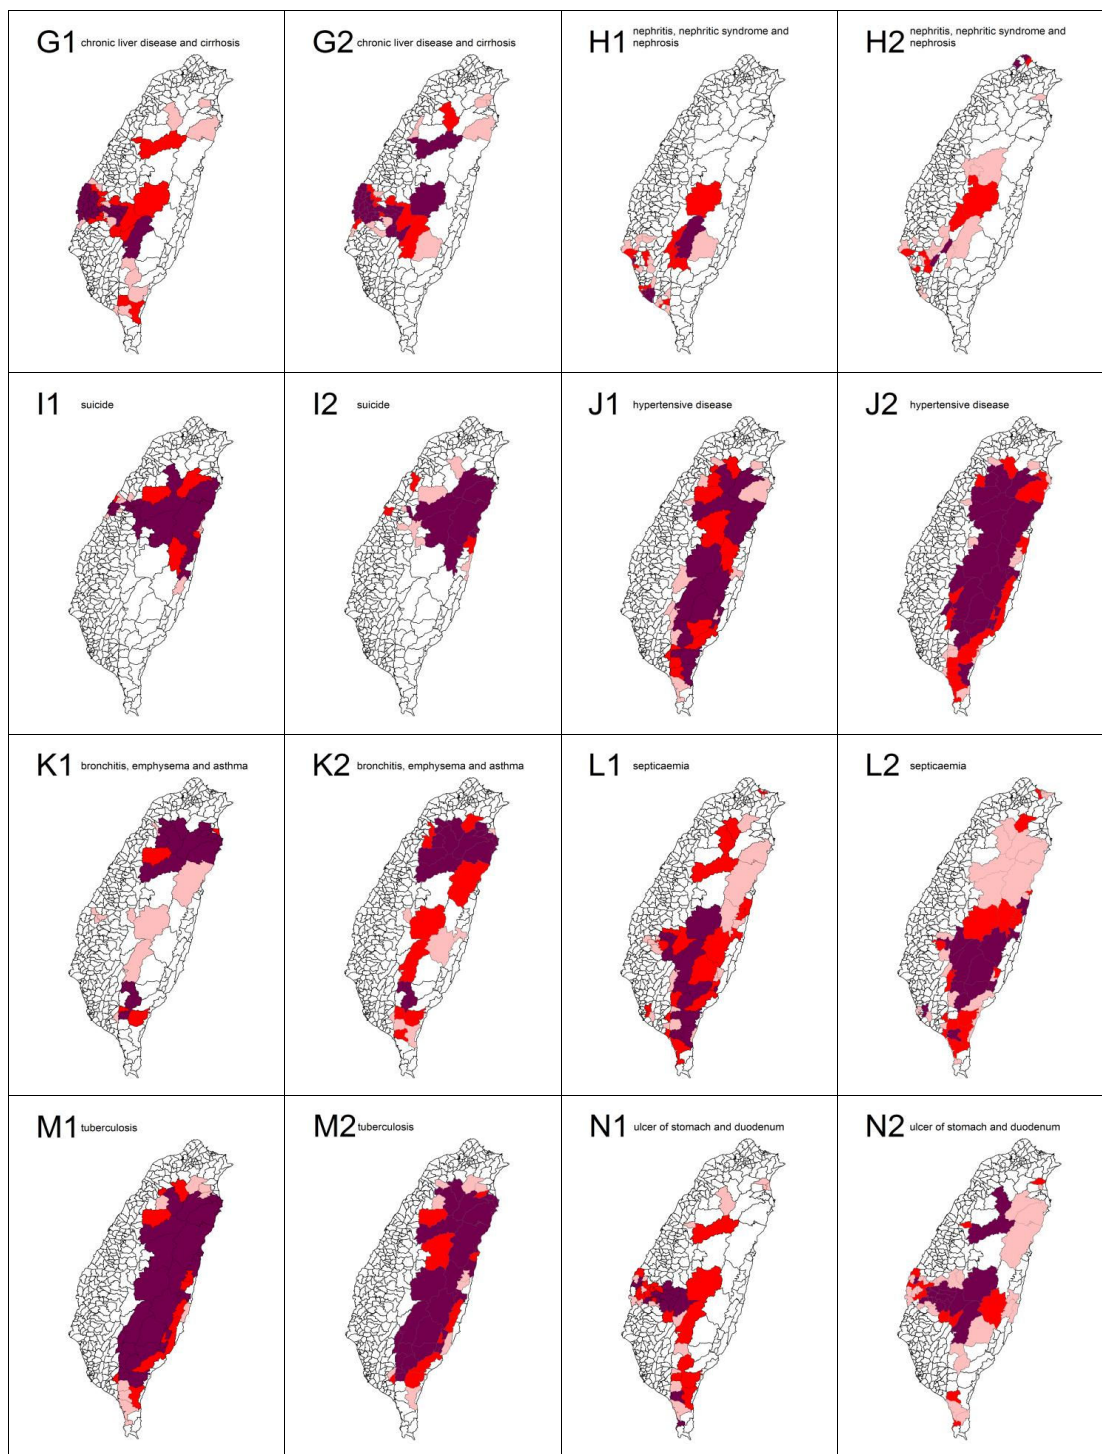 G1 chronic liver disease and cirrhosis
G2 chronic liver disease and cirrhosis
H1 nephritis, nephritic syndrome and
nephrosis
H2 nephritis, nephritic syndrome and
nephrosis
I1 suicide
I2 suicide
J1 hypertensive disease
J2 hypertensive disease
K1 bronchitis, emphysema and asthma
K2 bronchitis, emphysema and asthma
L1 septicaemia
L2 septicaemia
M1 tuberculosis
M2 tuberculosis
N1 ulcer of stomach and duodenum
N2 ulcer of stomach and duodenum